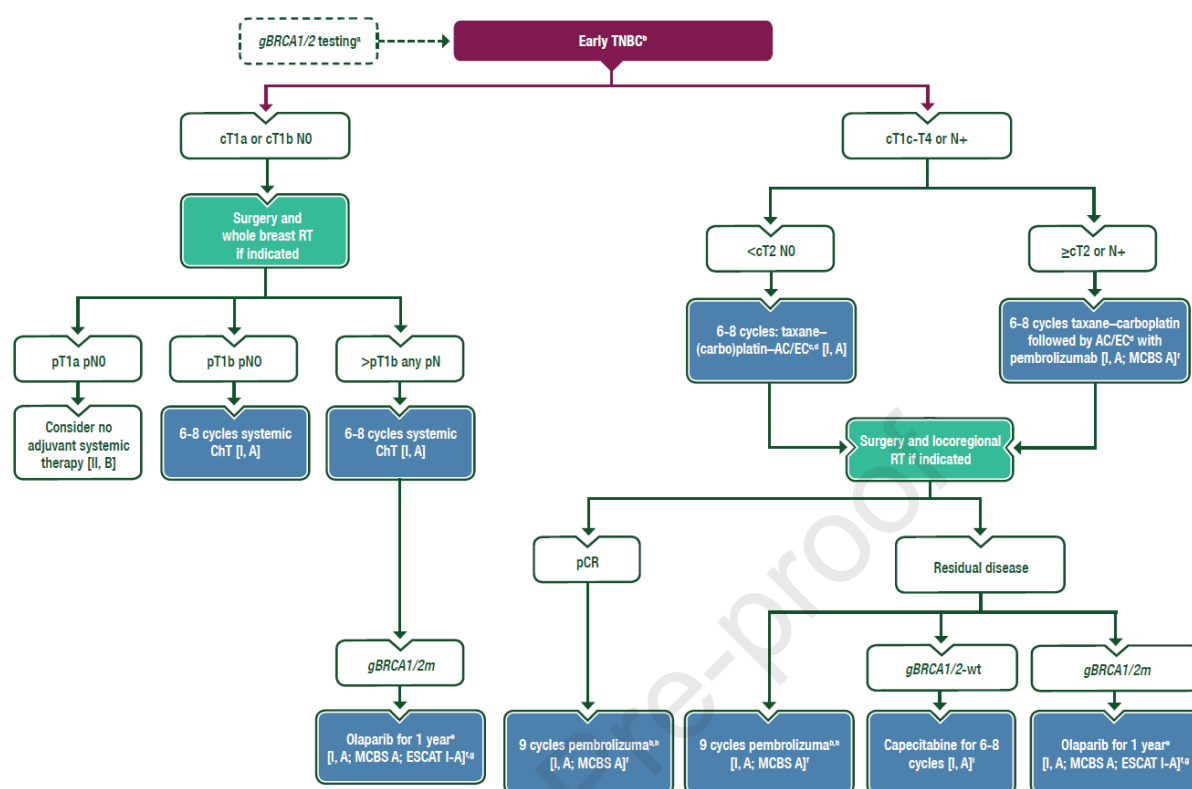 gBRCA1/2 testingᵃ
Early TNBCᵇ
cT1a or cT1b N0
cT1c-T4 or N+
Surgery and
whole breast RT
if indicated
<cT2 N0
≥cT2 or N+
6-8 cycles: taxane–
(carbo)platin–AC/ECᶜ,ᵈ [I, A]
6-8 cycles taxane–carboplatin
followed by AC/ECᵈ with
pembrolizumab [I, A; MCBS A]ᶠ
pT1a pN0
pT1b pN0
>pT1b any pN
Consider no
adjuvant systemic
therapy [II, B]
6-8 cycles systemic
ChT [I, A]
6-8 cycles systemic
ChT [I, A]
Surgery and locoregional
RT if indicated
pCR
Residual disease
gBRCA1/2m
gBRCA1/2-wt
gBRCA1/2m
Olaparib for 1 yearᵉ
[I, A; MCBS A; ESCAT I-A]ᶠ,ᵍ
9 cycles pembrolizumaᵇ,ʰ
[I, A; MCBS A]ᶠ
9 cycles pembrolizumaᵇ,ʰ
[I, A; MCBS A]ᶠ
Capecitabine for 6-8
cycles [I, A]ⁱ
Olaparib for 1 yearᵉ
[I, A; MCBS A; ESCAT I-A]ᶠ,ᵍ
Pre-proof